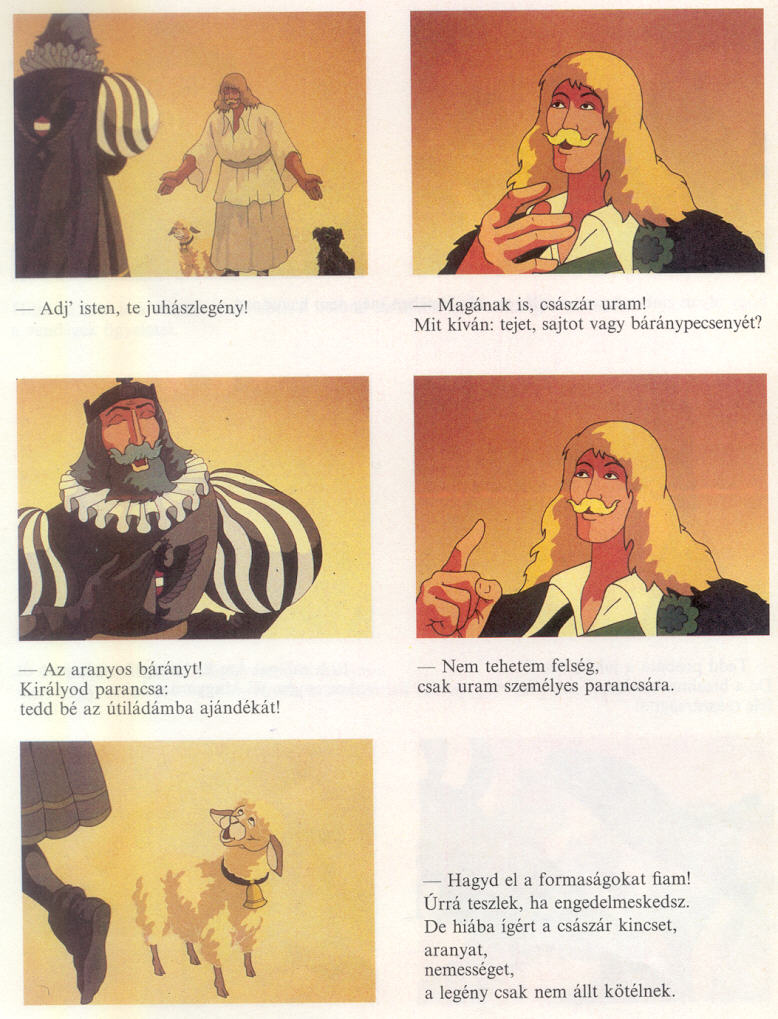 — Adj' isten, te juhászlegény!
— Magának is, császár uram!
Mit kíván: tejet, sajtot vagy báránypecsenyét?
— Az aranyos bárányt!
Királyod parancsa:
tedd bé az útiládámba ajándékát!
— Nem tehetem felség,
csak uram személyes parancsára.
— Hagyd el a formaságokat fiam!
Úrrá teszlek, ha engedelmeskedsz.
De hiába ígért a császár kincset,
aranyat,
nemességet,
a legény csak nem állt kötélnek.